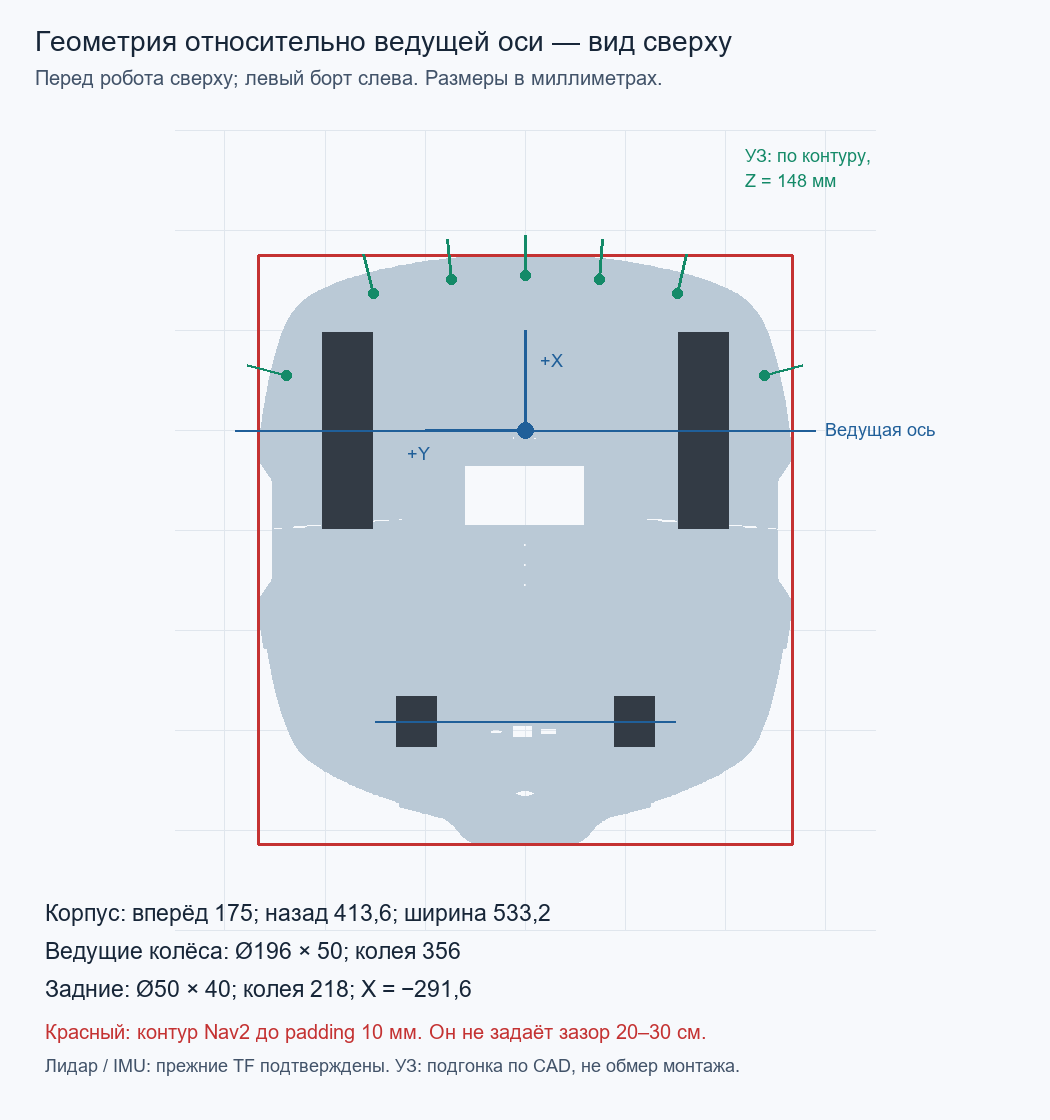 Геометрия относительно ведущей оси — вид сверху
Перед робота сверху; левый борт слева. Размеры в миллиметрах.
УЗ: по контуру,
Z = 148 мм
+X
Ведущая ось
+Y
Корпус: вперёд 175; назад 413,6; ширина 533,2
Ведущие колёса: Ø196 × 50; колея 356
Задние: Ø50 × 40; колея 218; X = −291,6
Красный: контур Nav2 до padding 10 мм. Он не задаёт зазор 20–30 см.
Лидар / IMU: прежние TF подтверждены. УЗ: подгонка по CAD, не обмер монтажа.